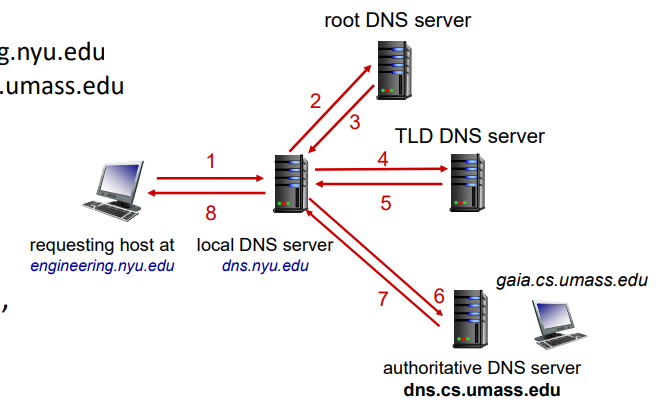 root DNS server
g.nyu.edu
.umass.edu
2
3
TLD DNS server
1
4
8
5
requesting host at
engineering.nyu.edu
local DNS server
dns.nyu.edu
gaia.cs.umass.edu
6
7
,
authoritative DNS server
dns.cs.umass.edu